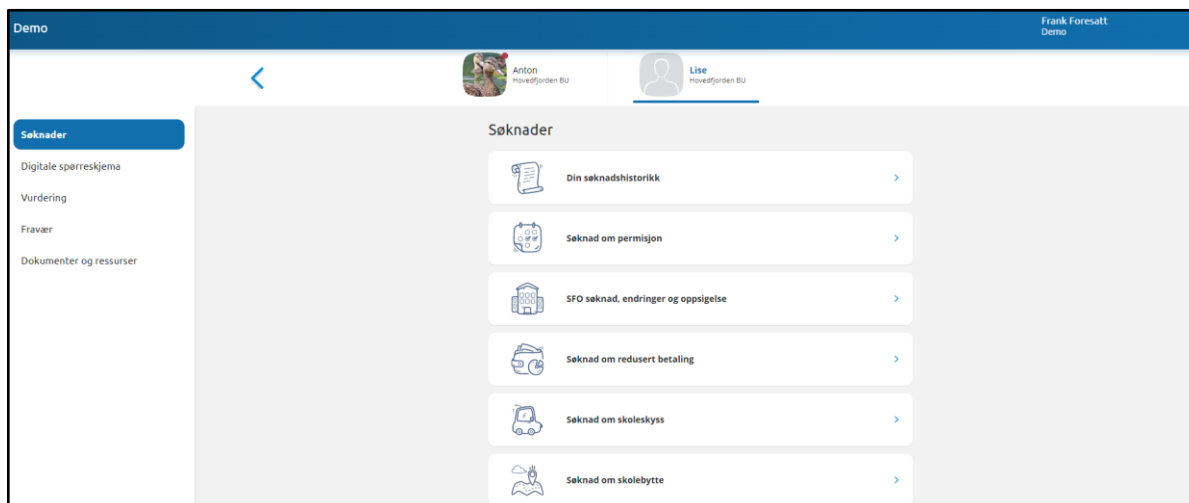 Demo
Frank Foresatt
Demo
Anton
Hovedfjorden BU
Lise
Hovedfjorden BU
Søknader
Digitale spørreskjema
Vurdering
Fravær
Dokumenter og ressurser
Søknader
Din søknadshistorikk
Søknad om permisjon
SFO søknad, endringer og oppsigelse
Søknad om redusert betaling
Søknad om skoleskyss
Søknad om skolebytte